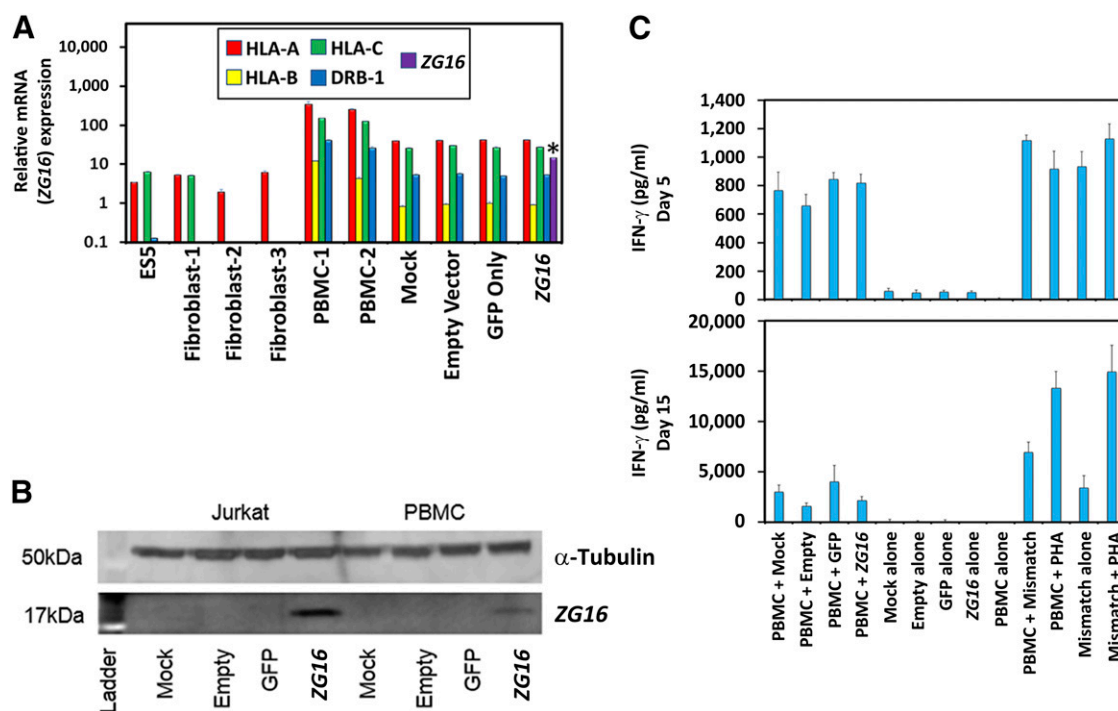 A
Relative mRNA
(ZG16) expression
10,000
1,000
100
10
1
0.1
HLA-A
HLA-C
ZG16
HLA-B
DRB-1
*
ES5
Fibroblast-1
Fibroblast-2
Fibroblast-3
PBMC-1
PBMC-2
Mock
Empty Vector
GFP Only
ZG16
B
Jurkat
PBMC
50kDa
α-Tubulin
17kDa
ZG16
Ladder
Mock
Empty
GFP
ZG16
Mock
Empty
GFP
ZG16
C
IFN-γ (pg/ml)
Day 5
1,400
1,200
1,000
800
600
400
200
0
IFN-γ (pg/ml)
Day 15
20,000
15,000
10,000
5,000
0
PBMC + Mock
PBMC + Empty
PBMC + GFP
PBMC + ZG16
Mock alone
Empty alone
GFP alone
ZG16 alone
PBMC alone
PBMC + Mismatch
PBMC + PHA
Mismatch alone
Mismatch + PHA